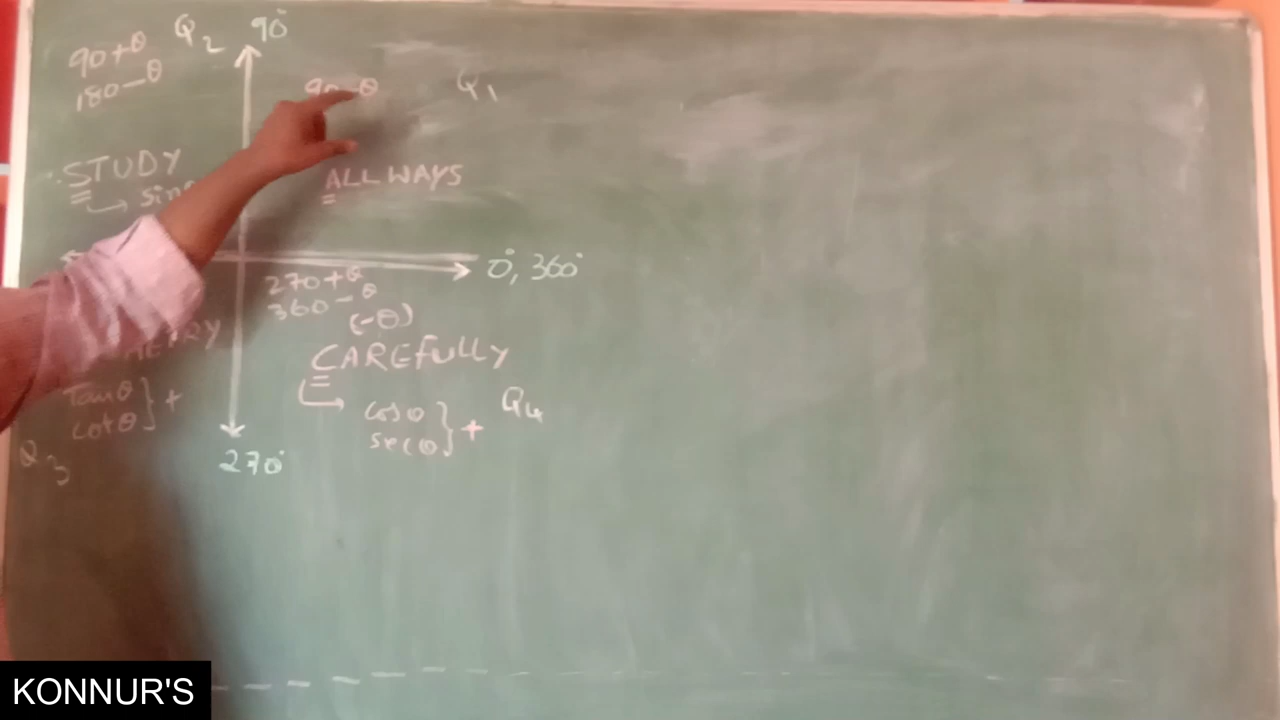 90+θ
180-θ
Q2
90°
90-θ
Q1
STUDY
ALLWAYS
0°, 360°
270+θ
360-θ
(-θ)
CAREfULLY
Tanθ
cotθ
} +
cosθ
secθ
} +
Q4
Q3
270°
KONNUR'S